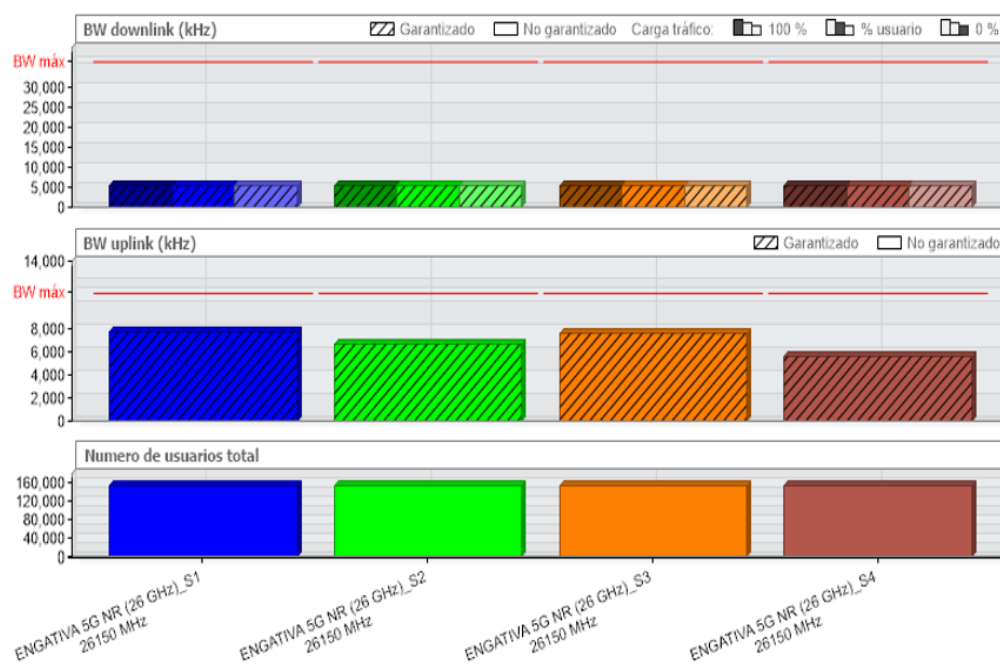 BW downlink (kHz)
Garantizado No garantizado Carga tráfico: 100 % % usuario 0 %
BW máx
30,000
25,000
20,000
15,000
10,000
5,000
0
BW uplink (kHz)
Garantizado No garantizado
14,000
BW máx
8,000
6,000
4,000
2,000
0
Numero de usuarios total
160,000
120,000
80,000
40,000
0
ENGATIVA 5G NR (26 GHz)_S1
26150 MHz
ENGATIVA 5G NR (26 GHz)_S2
26150 MHz
ENGATIVA 5G NR (26 GHz)_S3
26150 MHz
ENGATIVA 5G NR (26 GHz)_S4
26150 MHz